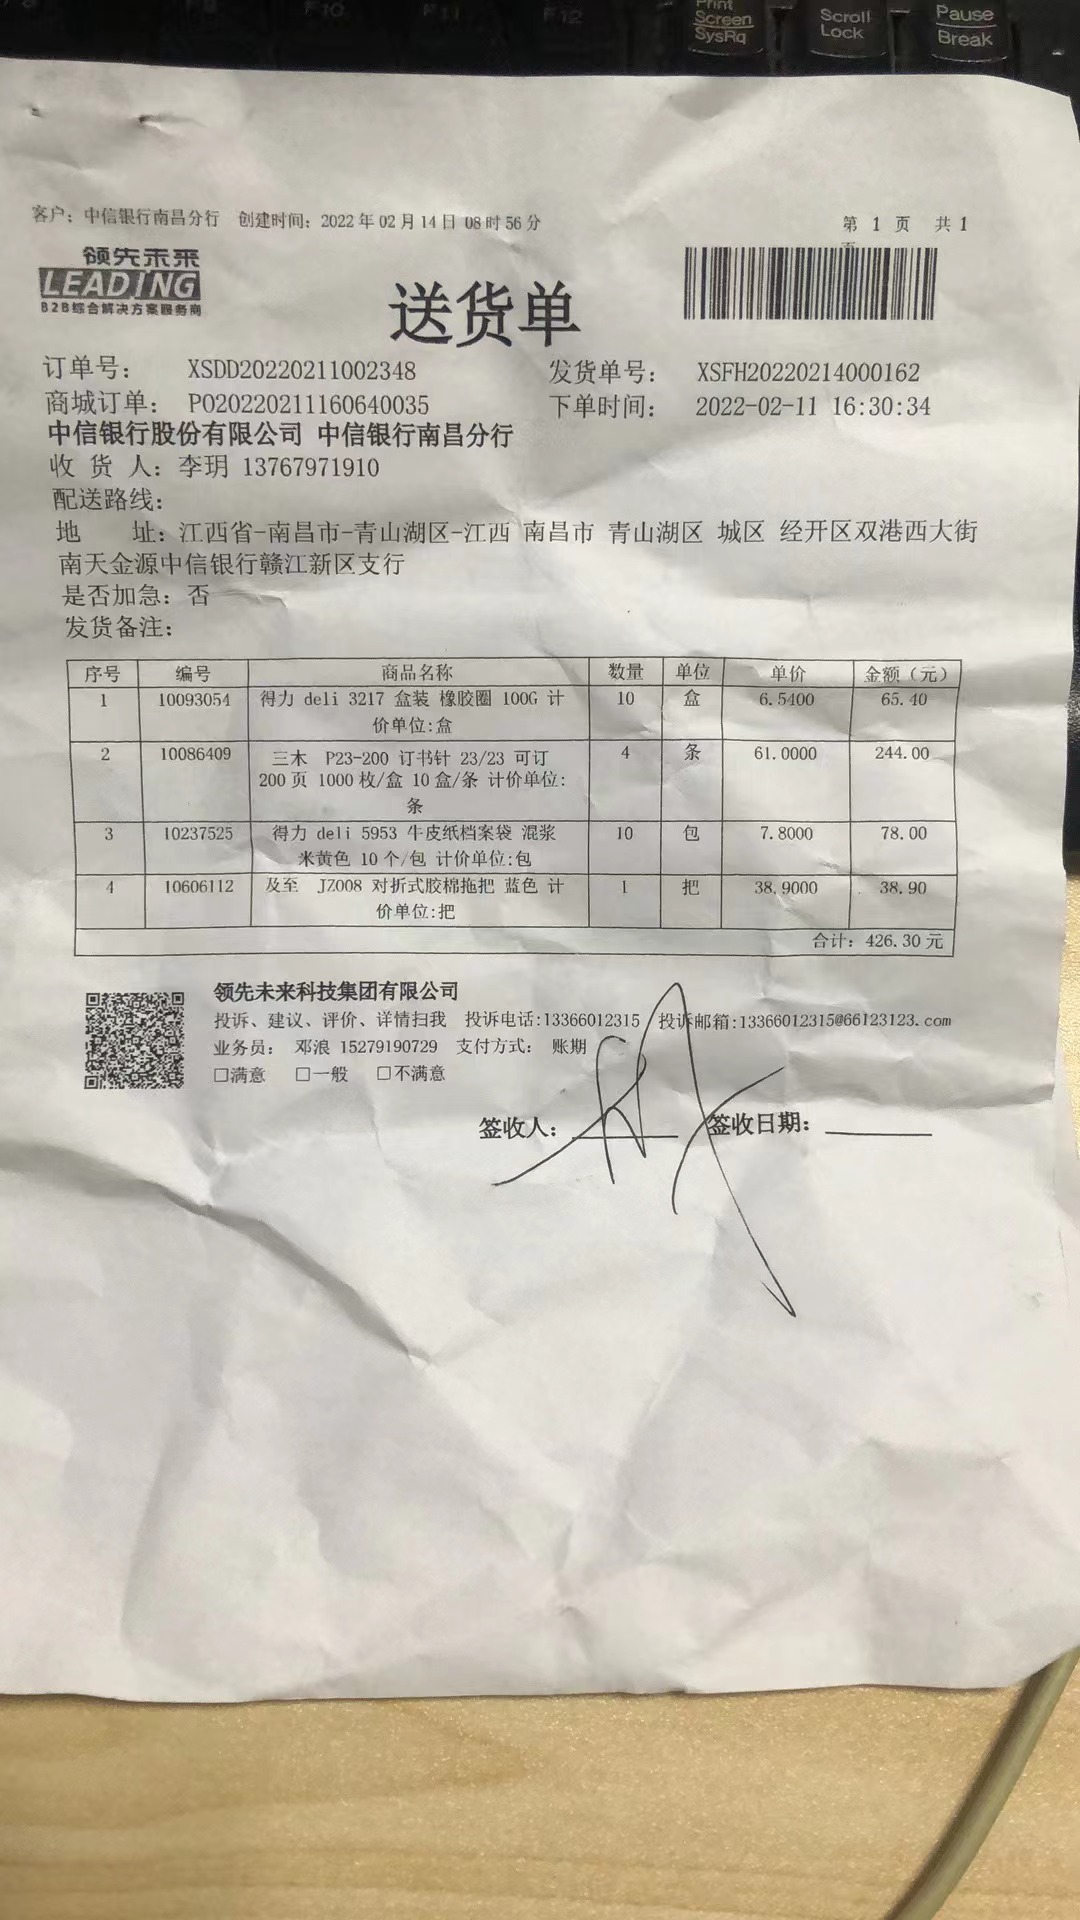 F9 F10 F11 F12 Print Screen SysRq Scroll Lock Pause Break
客户：中信银行南昌分行 创建时间：2022年02月14日 08时56分 第 1 页 共 1
页
领先未来
LEADING
B2B综合解决方案服务商
送货单
订单号： XSDD20220211002348 发货单号： XSFH20220214000162
商城订单： PO20220211160640035 下单时间： 2022-02-11 16:30:34
中信银行股份有限公司 中信银行南昌分行
收 货 人：李玥 13767971910
配送路线：
地 址：江西省-南昌市-青山湖区-江西 南昌市 青山湖区 城区 经开区双港西大街
南天金源中信银行赣江新区支行
是否加急：否
发货备注：
序号 编号 商品名称 数量 单位 单价 金额（元）
1 10093054 得力 deli 3217 盒装 橡胶圈 100G 计 10 盒 6.5400 65.40
价单位:盒
2 10086409 三木 P23-200 订书针 23/23 可订 4 条 61.0000 244.00
200页 1000枚/盒 10盒/条 计价单位:
条
3 10237525 得力 deli 5953 牛皮纸档案袋 混浆 10 包 7.8000 78.00
米黄色 10个/包 计价单位:包
4 10606112 及至 JZ008 对折式胶棉拖把 蓝色 计 1 把 38.9000 38.90
价单位:把
合计：426.30元
领先未来科技集团有限公司
投诉、建议、评价、详情扫我 投诉电话:13366012315 投诉邮箱:13366012315@66123123.com
业务员： 邓浪 15279190729 支付方式： 账期
□满意 □一般 □不满意
签收人： 签收日期：